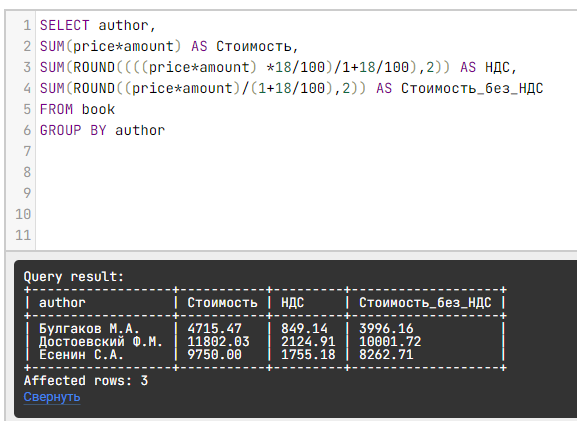 1 SELECT author,
2 SUM(price*amount) AS Стоимость,
3 SUM(ROUND((((price*amount) *18/100)/1+18/100),2)) AS НДС,
4 SUM(ROUND((price*amount)/(1+18/100),2)) AS Стоимость_без_НДС
5 FROM book
6 GROUP BY author
7
8
9
10
11
Query result:
+------------------+-----------+---------+-------------------+
| author           | Стоимость | НДС     | Стоимость_без_НДС |
+------------------+-----------+---------+-------------------+
| Булгаков М.А.    | 4715.47   | 849.14  | 3996.16           |
| Достоевский Ф.М. | 11802.03  | 2124.91 | 10001.72          |
| Есенин С.А.      | 9750.00   | 1755.18 | 8262.71           |
+------------------+-----------+---------+-------------------+
Affected rows: 3
Свернуть